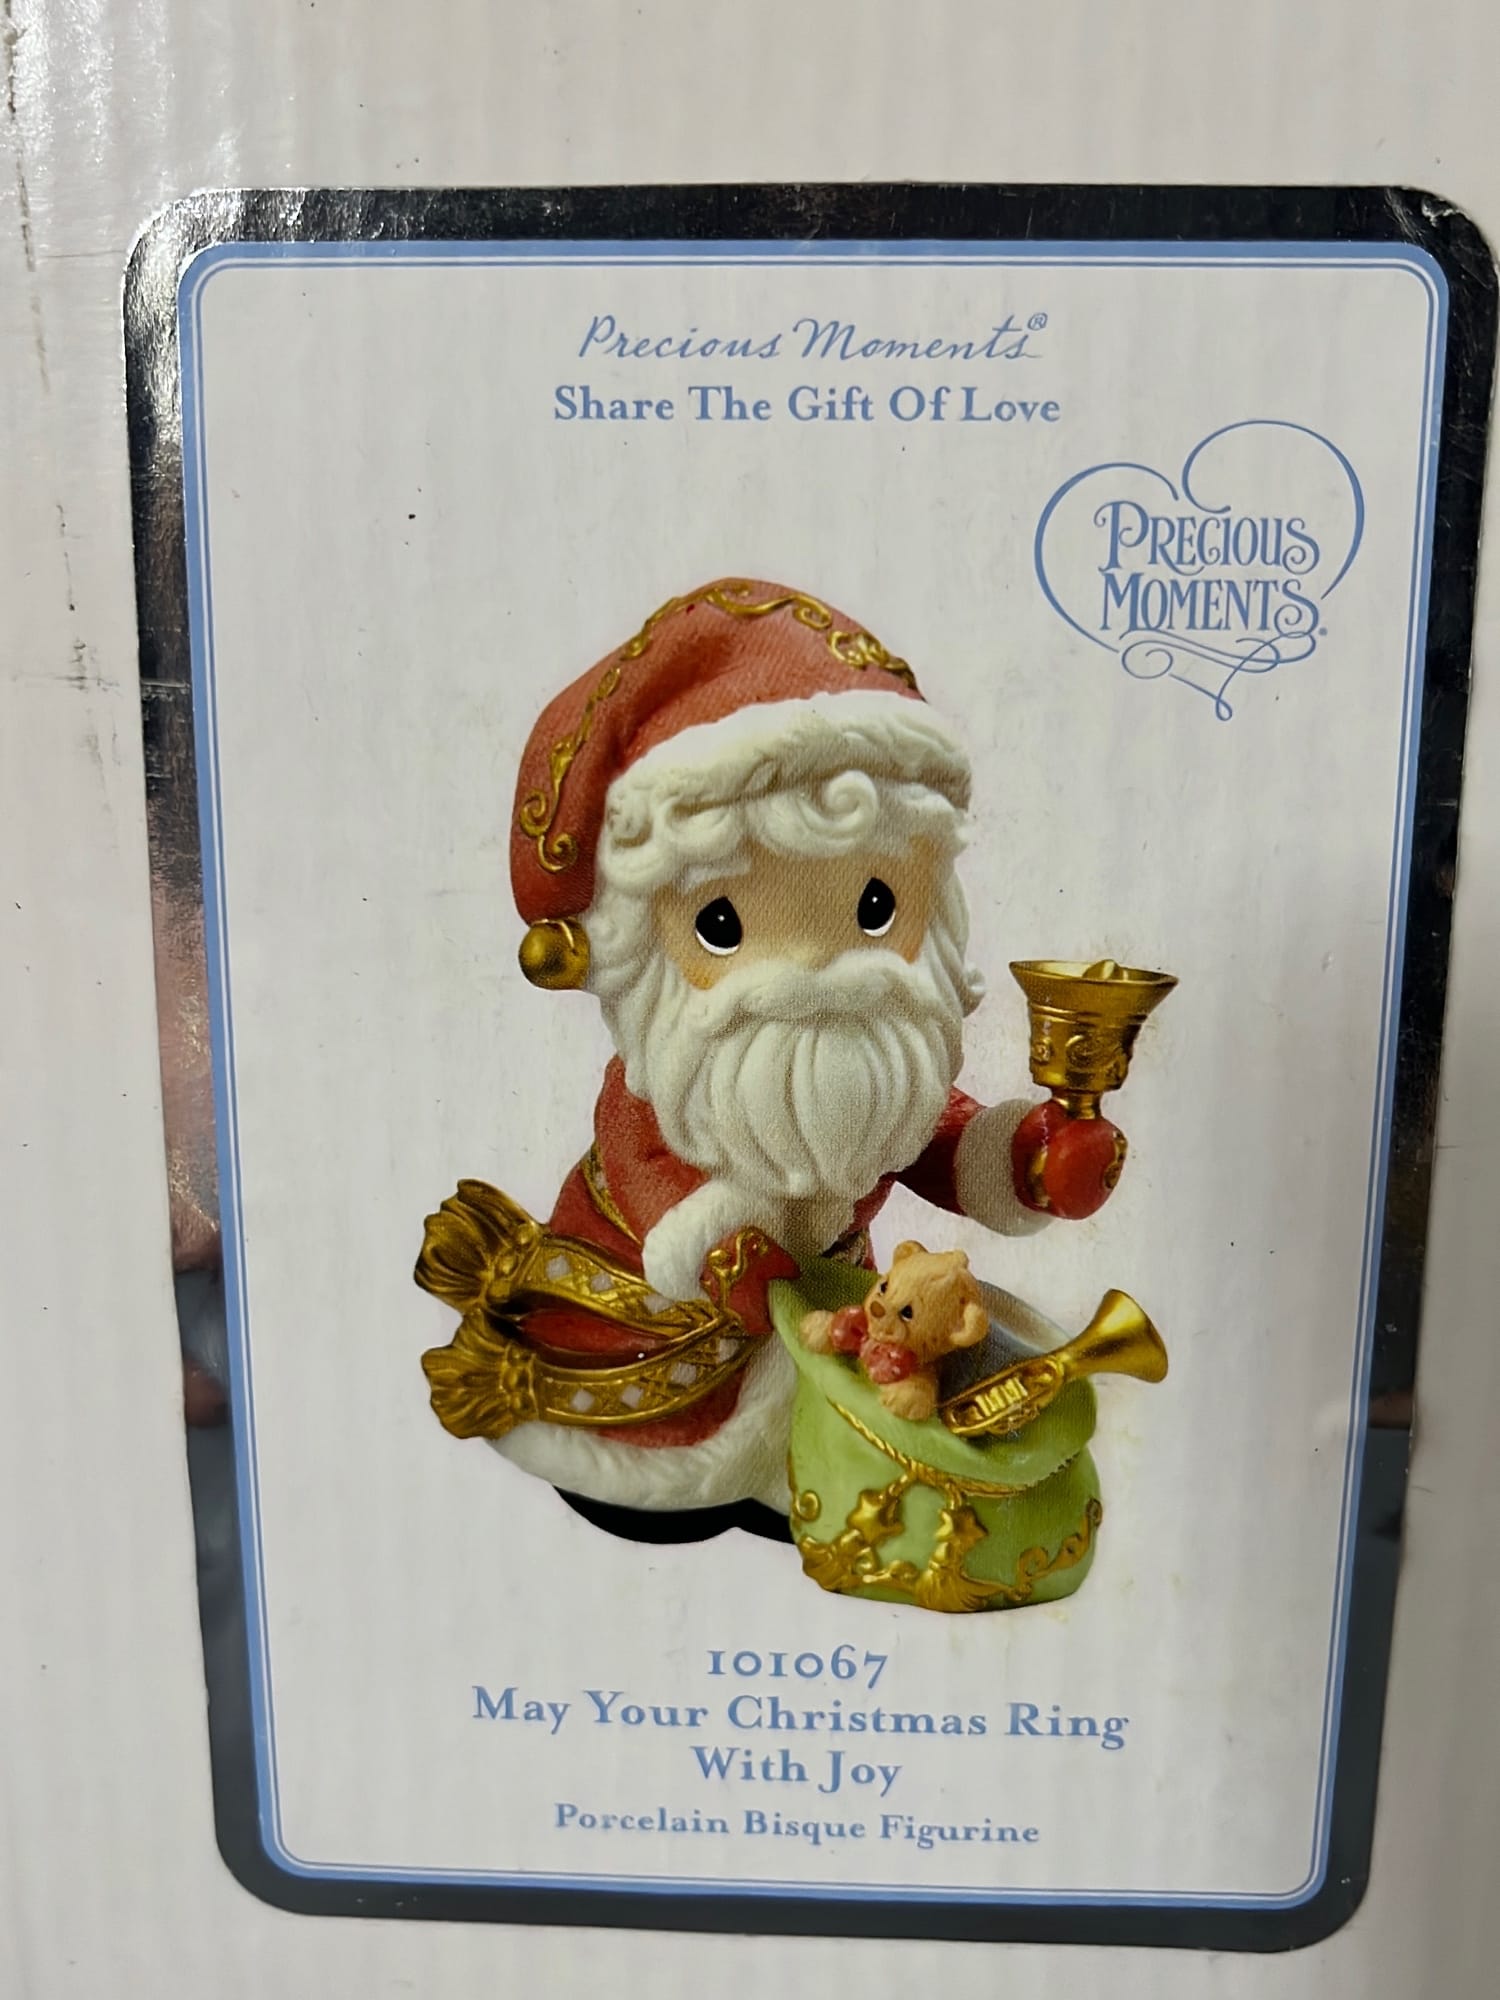 Precious Moments®
Share The Gift Of Love
PRECIOUS
MOMENTS®
101067
May Your Christmas Ring
With Joy
Porcelain Bisque Figurine